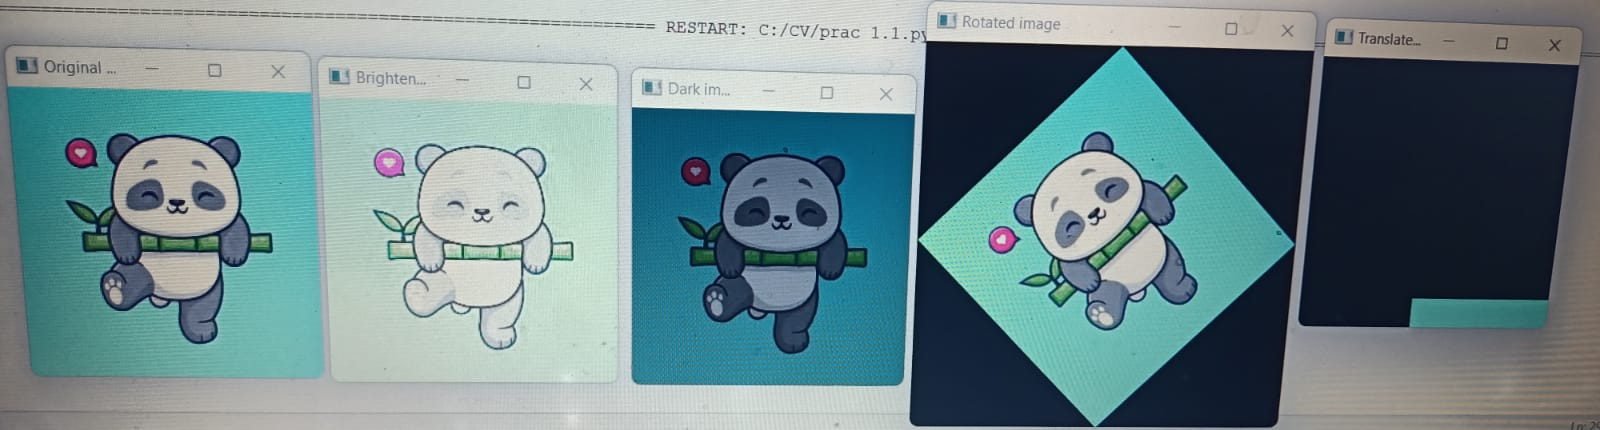 =================== RESTART: C:/CV/prac 1.1.py
Original ...
Brighten...
Dark im...
Rotated image
Translate...